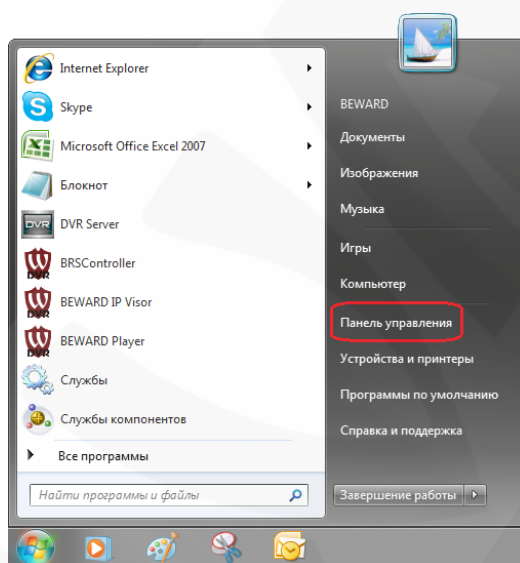 Internet Explorer
Skype
Microsoft Office Excel 2007
Блокнот
DVR Server
BRSController
BEWARD IP Visor
BEWARD Player
Службы
Службы компонентов
Все программы
Найти программы и файлы
BEWARD
Документы
Изображения
Музыка
Игры
Компьютер
Панель управления
Устройства и принтеры
Программы по умолчанию
Справка и поддержка
Завершение работы